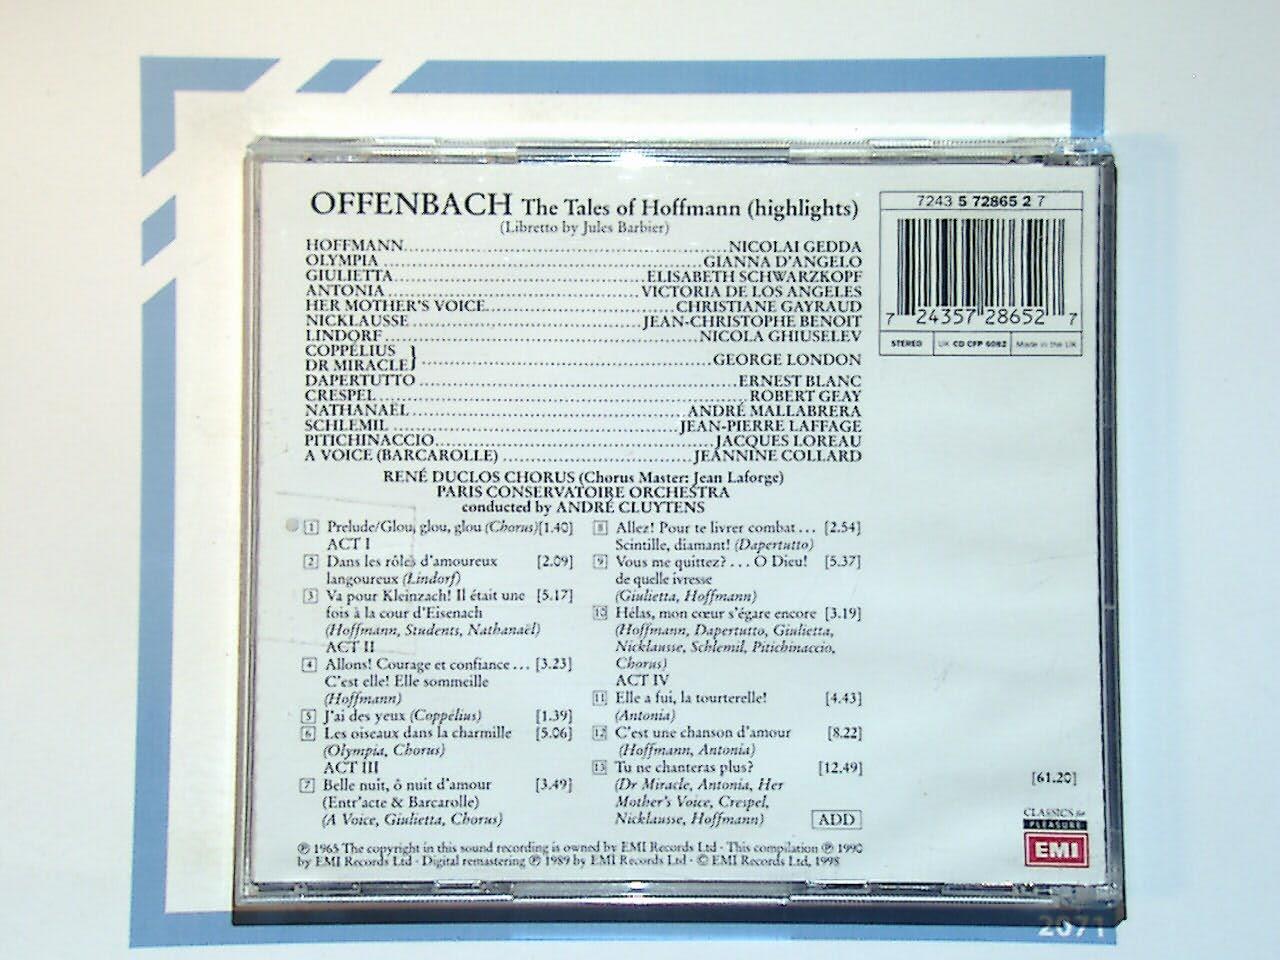 OFFENBACH The Tales of Hoffmann (highlights)
(Libretto by Jules Barbier)
HOFFMANN NICOLAI GEDDA
OLYMPIA GIANNA D'ANGELO
GIULIETTA ELISABETH SCHWARZKOPF
ANTONIA VICTORIA DE LOS ANGELES
HER MOTHER'S VOICE CHRISTIANE GAYRAUD
NICKLAUSSE JEAN-CHRISTOPHE BENOIT
LINDORF NICOLA GHIUSELEV
COPPÉLIUS
DR MIRACLE } GEORGE LONDON
DAPERTUTTO ERNEST BLANC
CRESPEL ROBERT GEAY
NATHANAËL ANDRÉ MALLABRERA
SCHLEMIL JEAN-PIERRE LAFFAGE
PITICHINACCIO JACQUES LOREAU
A VOICE (BARCAROLLE) JEANNINE COLLARD
RENÉ DUCLOS CHORUS (Chorus Master: Jean Laforge)
PARIS CONSERVATOIRE ORCHESTRA
conducted by ANDRÉ CLUYTENS
1 Prelude/Glou, glou, glou (Chorus) [1.40]
ACT I
2 Dans les rôles d'amoureux [2.09]
langoureux (Lindorf)
3 Va pour Kleinzach! Il était une [5.17]
fois à la cour d'Eisenach
(Hoffmann, Students, Nathanaël)
ACT II
4 Allons! Courage et confiance... [3.23]
C'est elle! Elle sommeille
(Hoffmann)
5 J'ai des yeux (Coppélius) [1.39]
6 Les oiseaux dans la charmille [5.06]
(Olympia, Chorus)
ACT III
7 Belle nuit, ô nuit d'amour [3.49]
(Entr'acte & Barcarolle)
(A Voice, Giulietta, Chorus)
8 Allez! Pour te livrer combat... [2.54]
Scintille, diamant! (Dapertutto)
9 Vous me quittez?... O Dieu! [5.37]
de quelle ivresse
(Giulietta, Hoffmann)
10 Hélas, mon cœur s'égare encore [3.19]
(Hoffmann, Dapertutto, Giulietta,
Nicklausse, Schlemil, Pitichinaccio,
Chorus)
ACT IV
11 Elle a fui, la tourterelle! [4.43]
(Antonia)
12 C'est une chanson d'amour [8.22]
(Hoffmann, Antonia)
13 Tu ne chanteras plus? [12.49]
(Dr Miracle, Antonia, Her
Mother's Voice, Crespel,
Nicklausse, Hoffmann)
ADD
℗ 1965 The copyright in this sound recording is owned by EMI Records Ltd · This compilation ℗ 1990
by EMI Records Ltd · Digital remastering ℗ 1989 by EMI Records Ltd · © EMI Records Ltd, 1998
7243 5 72865 2 7
7 24357 28652 7
STEREO UK CD CFP 6082 Made in the UK
[61.20]
CLASSICS for
PLEASURE
EMI
2071